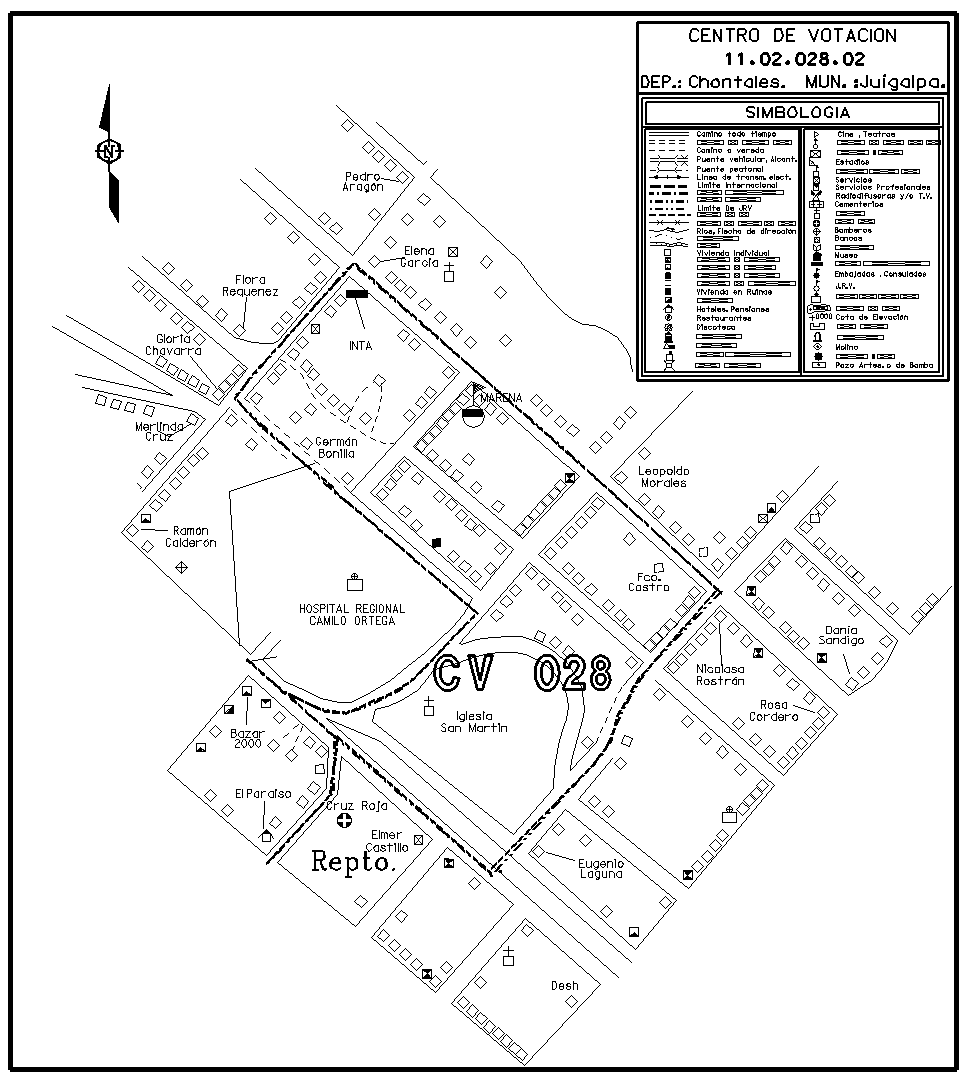 CENTRO DE VOTACION
11.02.028.02
DEP.: Chontales. MUN. :Juigalpa.
SIMBOLOGIA
Camino todo tiempo
Camino o vereda
Puente vehicular, Alcant.
Puente peatonal
Linea de transm. elect.
Limite Internacional
Limite De JRV
Rios, Flecha de dirección
Vivienda Individual
Vivienda en Ruinas
Hoteles, Pensiones
Restaurantes
Discoteca
Cine , Teatros
Estadios
Servicios
Servicios Profesionales
Radiodifusoras y/o T.V.
Cementerios
Bomberos
Bancos
Museo
Embajadas , Consulados
J.R.V.
Cota de Elevación
Molino
Pozo Artes. o de Bomba
N
Pedro
Aragón
Elena
García
Flora
Requenez
INTA
Gloria
Chavarra
MARENA
Merlinda
Cruz
Germán
Bonilla
Leopoldo
Morales
Ramón
Calderón
Fco.
Castro
HOSPITAL REGIONAL
CAMILO ORTEGA
Dania
Sandigo
CV 028
Nicolasa
Rostrán
Rosa
Cordero
Iglesia
San Martin
Bazar
2000
El Paraiso
Cruz Roja
Elmer
Castillo
Repto.
Eugenio
Laguna
Desh